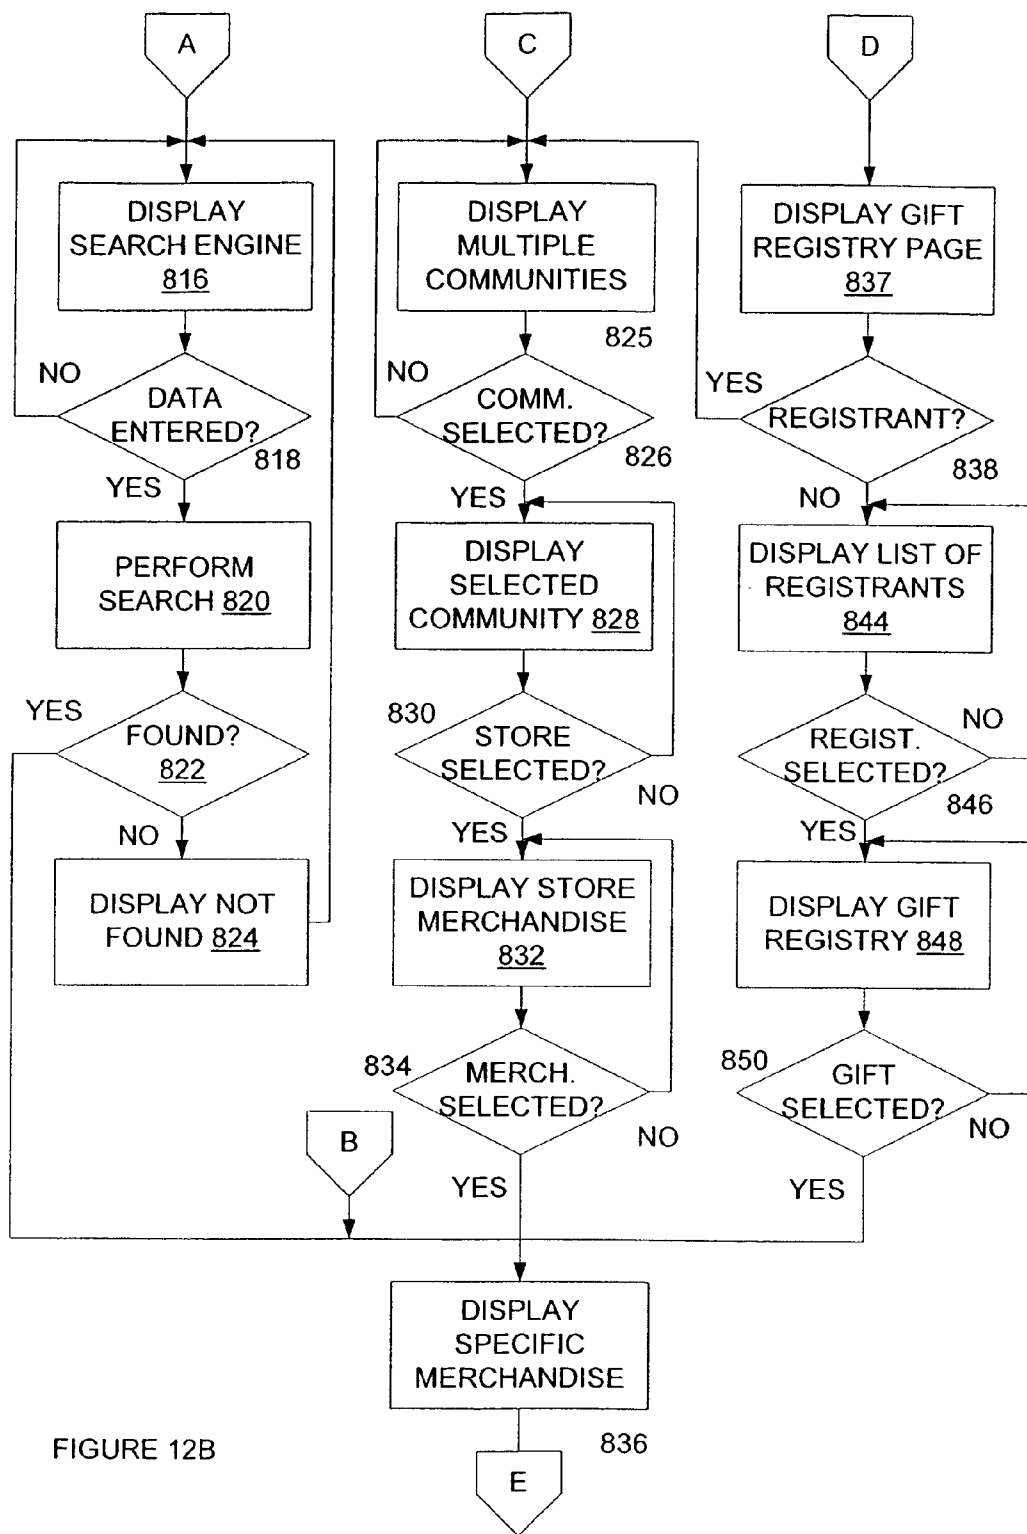 A
C
D
DISPLAY
SEARCH ENGINE
816
NO
DATA
ENTERED?
818
YES
PERFORM
SEARCH 820
YES
FOUND?
822
NO
DISPLAY NOT
FOUND 824
B
DISPLAY
MULTIPLE
COMMUNITIES
825
NO
COMM.
SELECTED?
826
YES
DISPLAY
SELECTED
COMMUNITY 828
830
STORE
SELECTED?
NO
YES
DISPLAY STORE
MERCHANDISE
832
834
MERCH.
SELECTED?
NO
YES
DISPLAY GIFT
REGISTRY PAGE
837
YES
REGISTRANT?
838
NO
DISPLAY LIST OF
REGISTRANTS
844
NO
REGIST.
SELECTED?
846
YES
DISPLAY GIFT
REGISTRY 848
850
GIFT
SELECTED?
NO
YES
DISPLAY
SPECIFIC
MERCHANDISE
836
E
FIGURE 12B